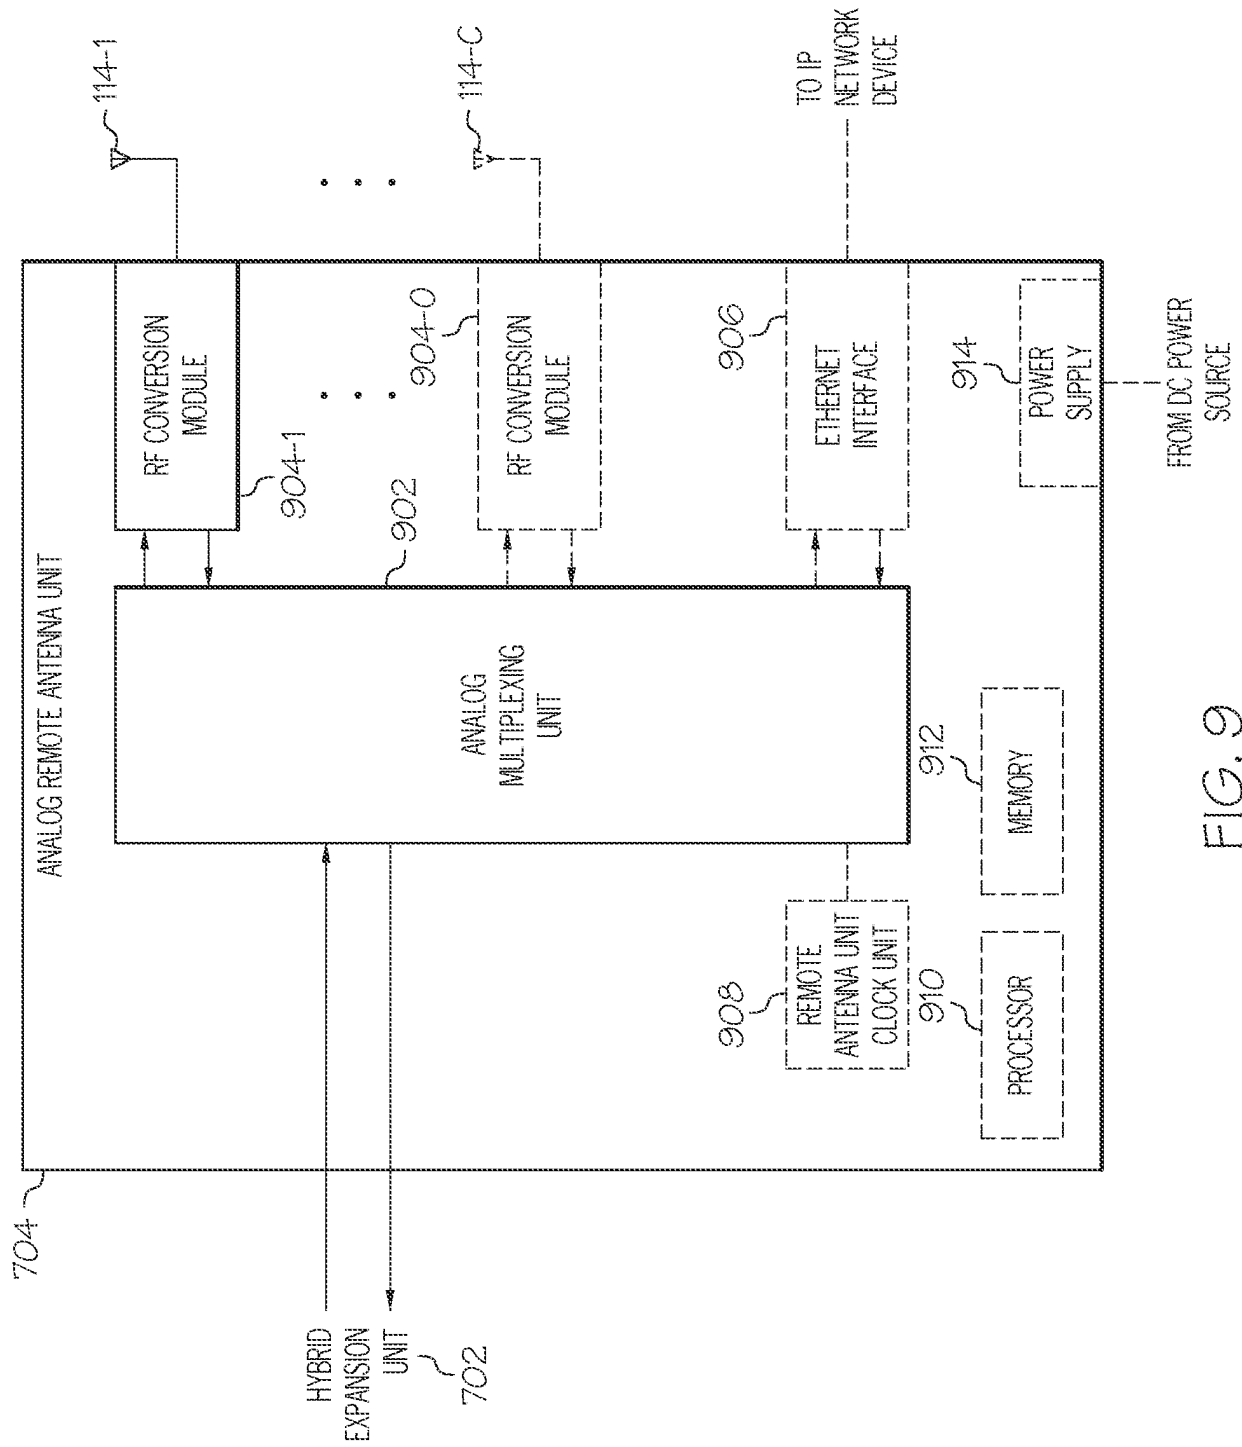 704
ANALOG REMOTE ANTENNA UNIT
114-1
RF CONVERSION
MODULE
904-1
HYBRID
EXPANSION
UNIT
702
902
ANALOG
MULTIPLEXING
UNIT
114-C
904-O
RF CONVERSION
MODULE
TO IP
NETWORK
DEVICE
906
ETHERNET
INTERFACE
908
REMOTE
ANTENNA UNIT
CLOCK UNIT
910
PROCESSOR
912
MEMORY
914
POWER
SUPPLY
FROM DC POWER
SOURCE
FIG. 9